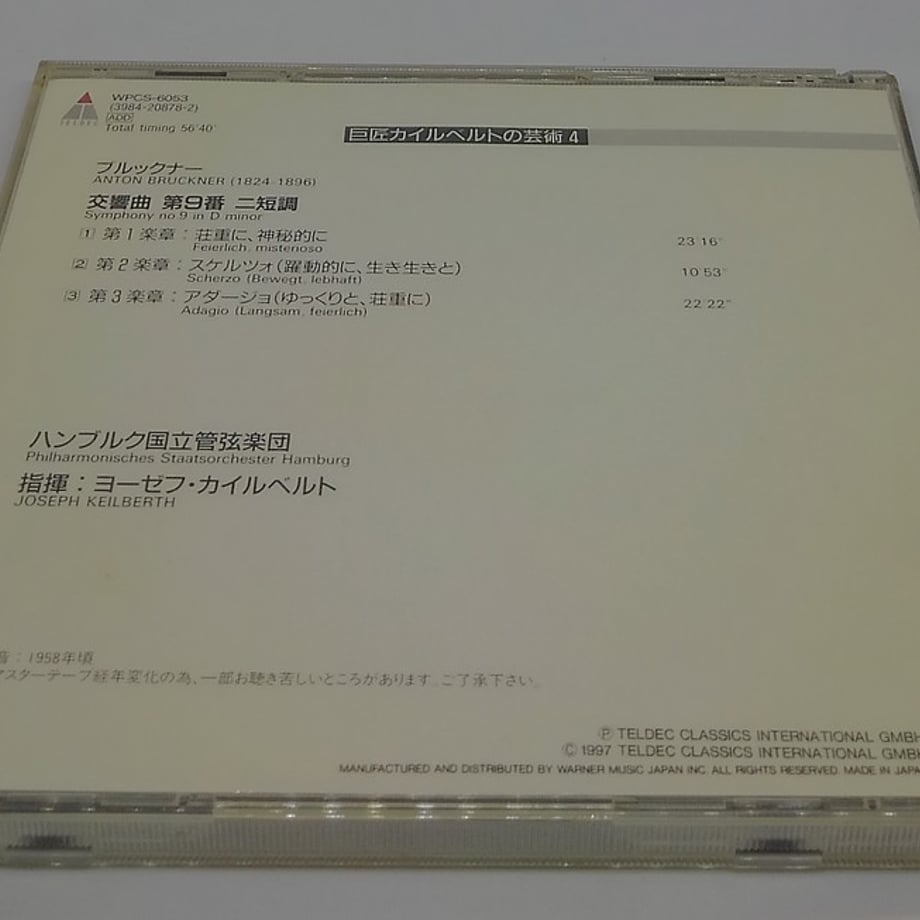 TELDEC
WPCS-6053
(3984-20878-2)
ADD
Total timing 56'40"
巨匠カイルベルトの芸術 4
ブルックナー
ANTON BRUCKNER (1824-1896)
交響曲 第9番 ニ短調
Symphony no.9 in D minor
1 第1楽章：荘重に、神秘的に 23'16"
Feierlich, misterioso
2 第2楽章：スケルツォ(躍動的に、生き生きと) 10'53"
Scherzo (Bewegt, lebhaft)
3 第3楽章：アダージョ(ゆっくりと、荘重に) 22'22"
Adagio (Langsam, feierlich)
ハンブルク国立管弦楽団
Philharmonisches Staatsorchester Hamburg
指揮：ヨーゼフ・カイルベルト
JOSEPH KEILBERTH
音：1958年頃
マスターテープ経年変化の為、一部お聴き苦しいところがあります。ご了承下さい。
Ⓟ TELDEC CLASSICS INTERNATIONAL GMBH
© 1997 TELDEC CLASSICS INTERNATIONAL GMBH
MANUFACTURED AND DISTRIBUTED BY WARNER MUSIC JAPAN INC. ALL RIGHTS RESERVED. MADE IN JAPA